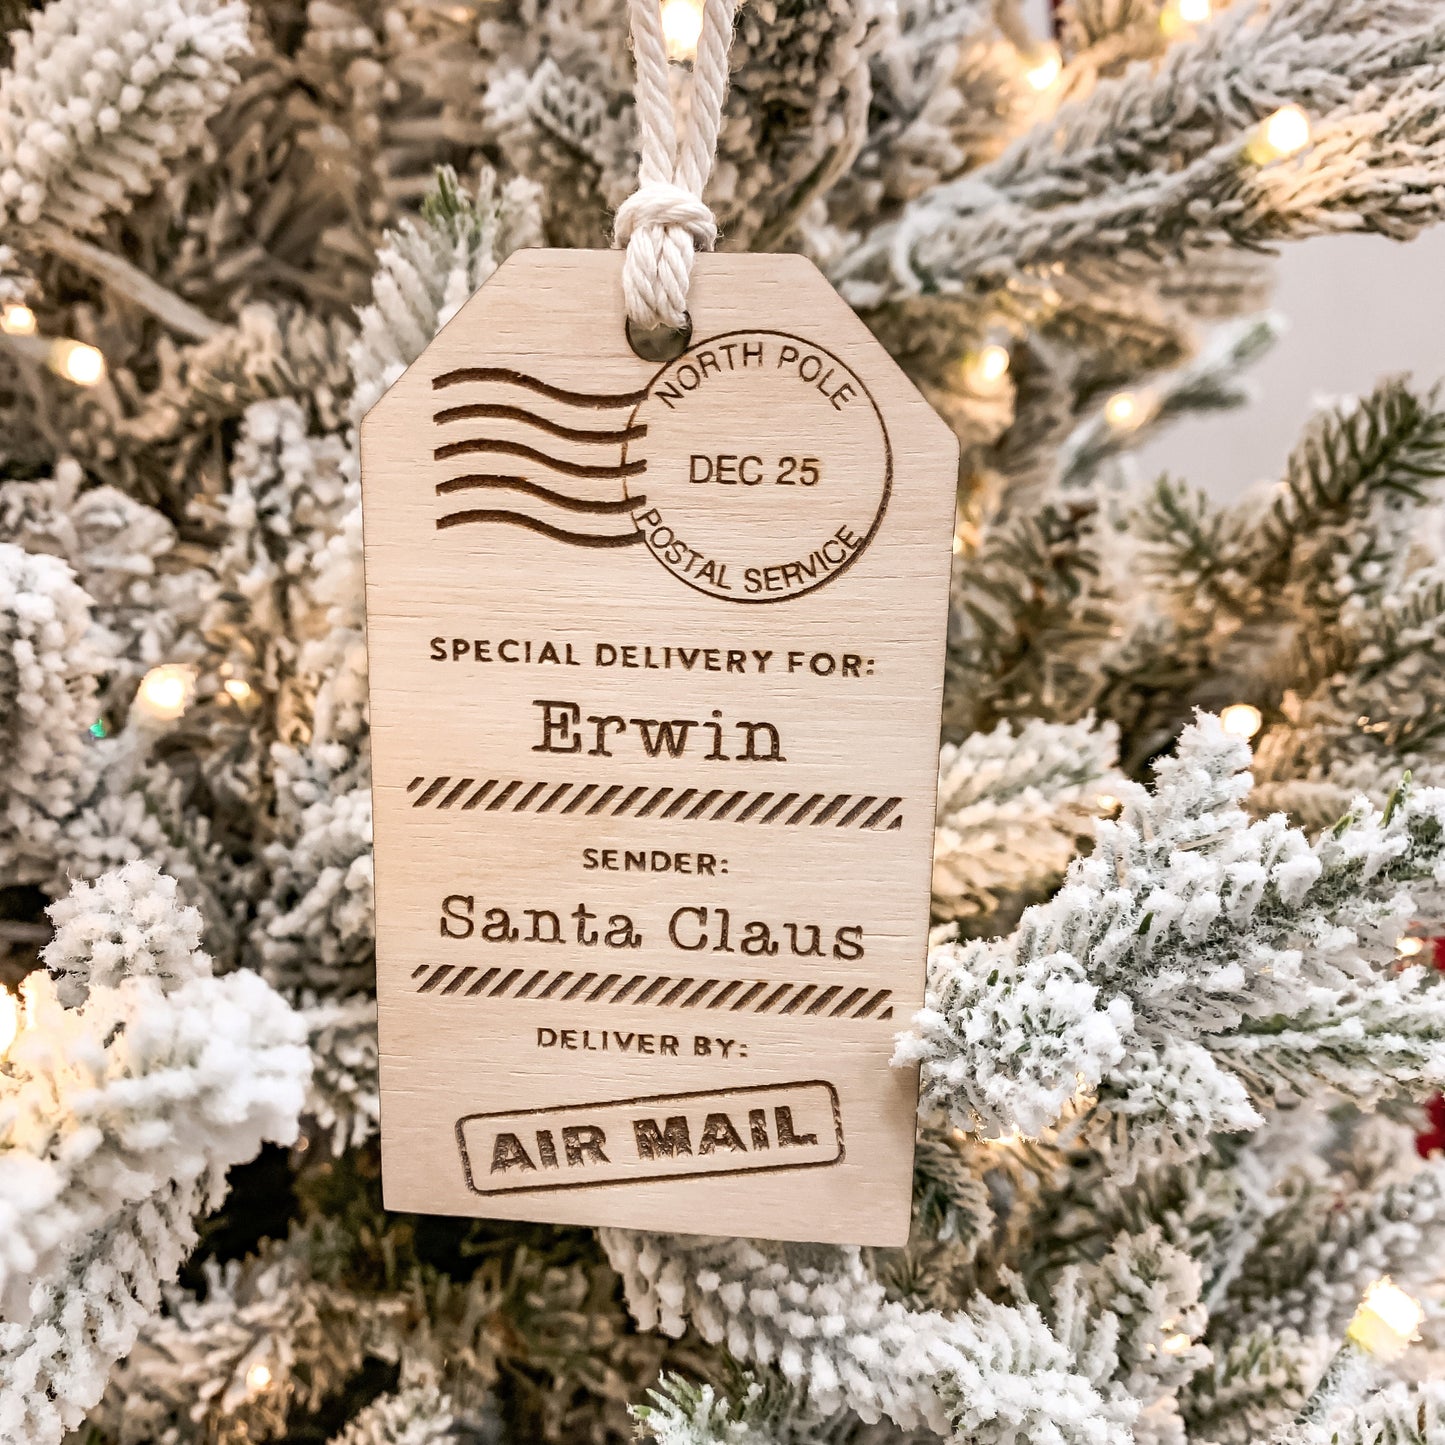 NORTH POLE
DEC 25
POSTAL SERVICE
SPECIAL DELIVERY FOR:
Erwin
SENDER:
Santa Claus
DELIVER BY:
AIR MAIL